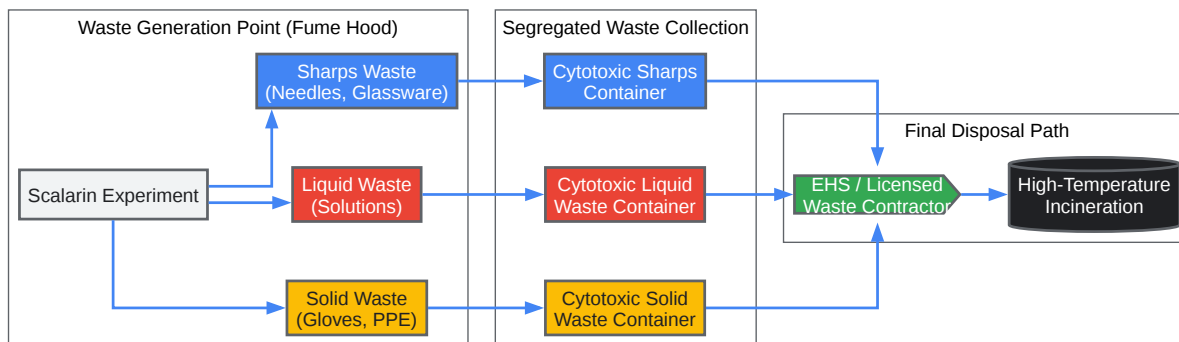 Waste Generation Point (Fume Hood)
Segregated Waste Collection
Sharps Waste
(Needles, Glassware)
Cytotoxic Sharps
Container
Final Disposal Path
Scalarin Experiment
Liquid Waste
(Solutions)
Cytotoxic Liquid
Waste Container
EHS / Licensed
Waste Contractor
High-Temperature
Incineration
Solid Waste
(Gloves, PPE)
Cytotoxic Solid
Waste Container